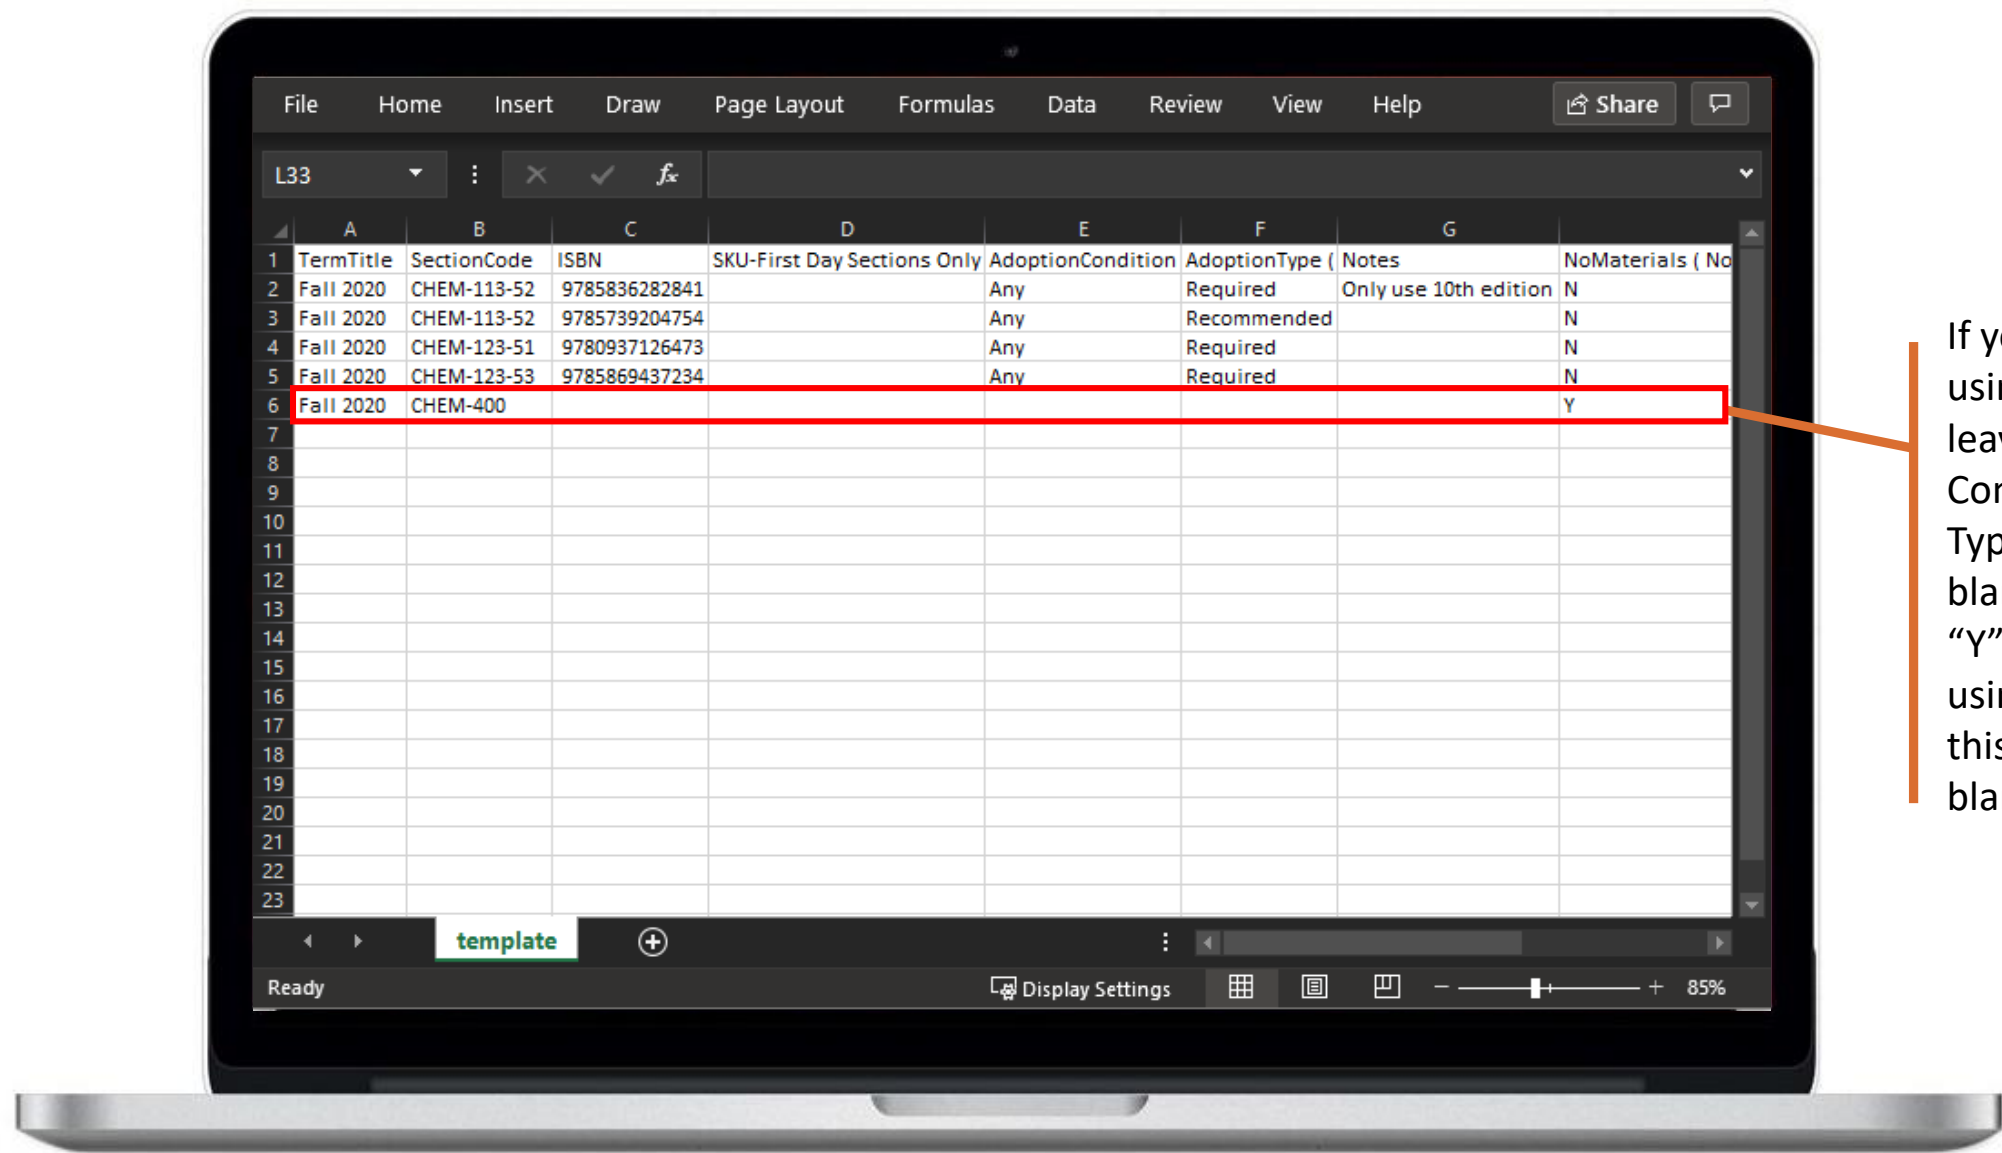 File Home Insert Draw Page Layout Formulas Data Review View Help Share
L33 fx
A B C D E F G
1 TermTitle SectionCode ISBN SKU-First Day Sections Only AdoptionCondition AdoptionType ( Notes NoMaterials ( No
2 Fall 2020 CHEM-113-52 9785836282841 Any Required Only use 10th edition N
3 Fall 2020 CHEM-113-52 9785739204754 Any Recommended N
4 Fall 2020 CHEM-123-51 9780937126473 Any Required N
5 Fall 2020 CHEM-123-53 9785869437234 Any Required N
6 Fall 2020 CHEM-400 Y
7
8
9
10
11
12
13
14
15
16
17
18
19
20
21
22
23
template
Ready Display Settings 85%
If
“Y”